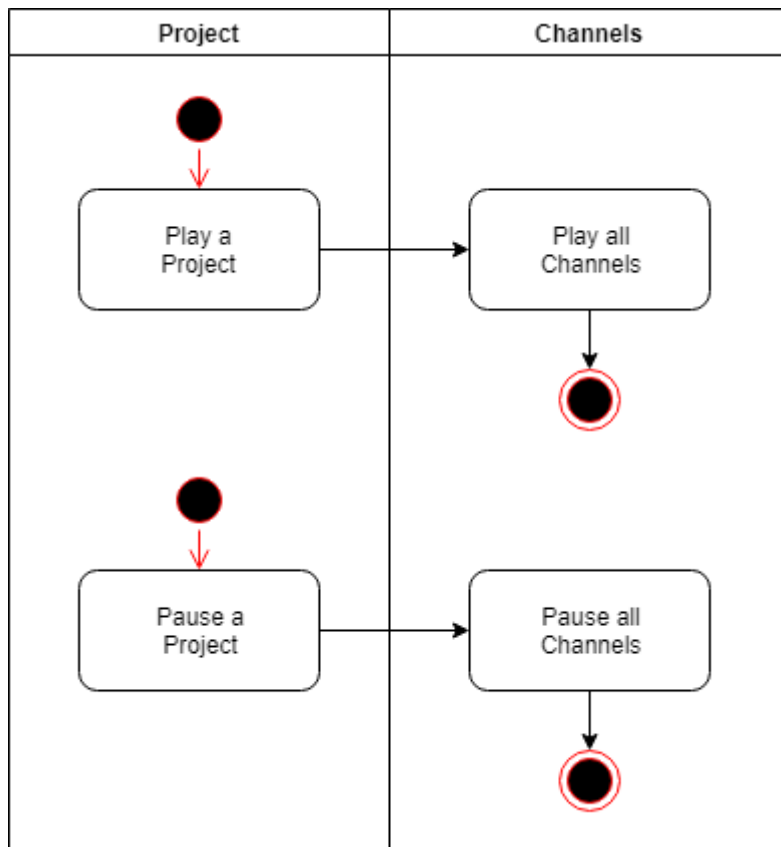 Project
Channels
Play a
Project
Play all
Channels
Pause a
Project
Pause all
Channels